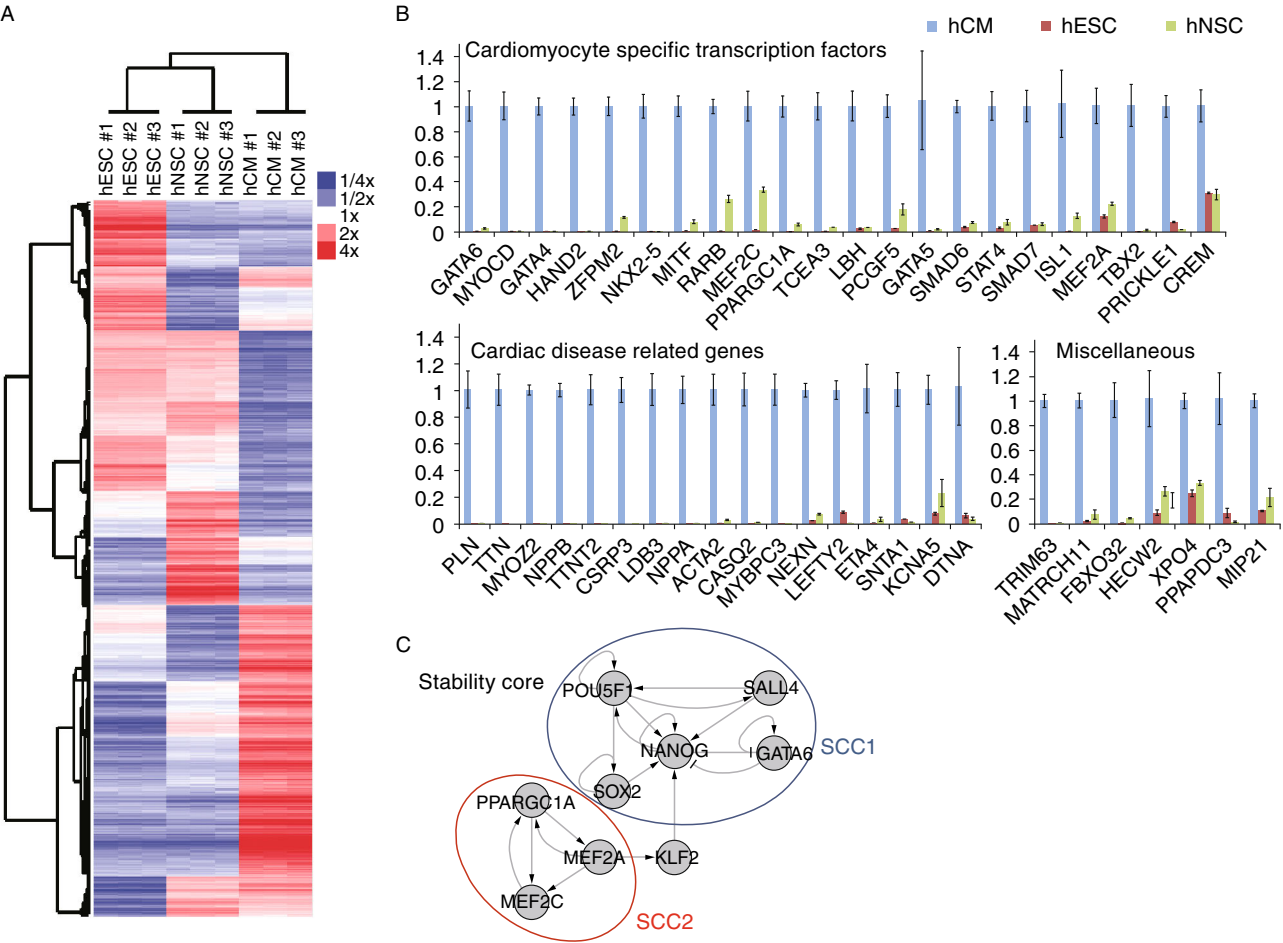 A
hESC #1
hESC #2
hESC #3
hNSC #1
hNSC #2
hNSC #3
hCM #1
hCM #2
hCM #3
1/4x
1/2x
1x
2x
4x
B
hCM
hESC
hNSC
Cardiomyocyte specific transcription factors
1.4
1.2
1
0.8
0.6
0.4
0.2
0
GATA6
MYOCD
GATA4
HAND2
ZFPM2
NKX2-5
MITF
RARB
MEF2C
PPARGC1A
TCEA3
LBH
PCGF5
GATA5
SMAD6
STAT4
SMAD7
ISL1
MEF2A
TBX2
PRICKLE1
CREM
Cardiac disease related genes
1.4
1.2
1
0.8
0.6
0.4
0.2
0
PLN
TTN
MYOZ2
NPPB
TTNT2
CSRP3
LDB3
NPPA
ACTA2
CASQ2
MYBPC3
NEXN
LEFTY2
ETA4
SNTA1
KCNA5
DTNA
Miscellaneous
1.4
1.2
1
0.8
0.6
0.4
0.2
0
TRIM63
MATRCH11
FBXO32
HECW2
XPO4
PPAPDC3
MIP21
C
Stability core
POU5F1
SALL4
NANOG
GATA6
SCC1
SOX2
PPARGC1A
MEF2A
KLF2
MEF2C
SCC2